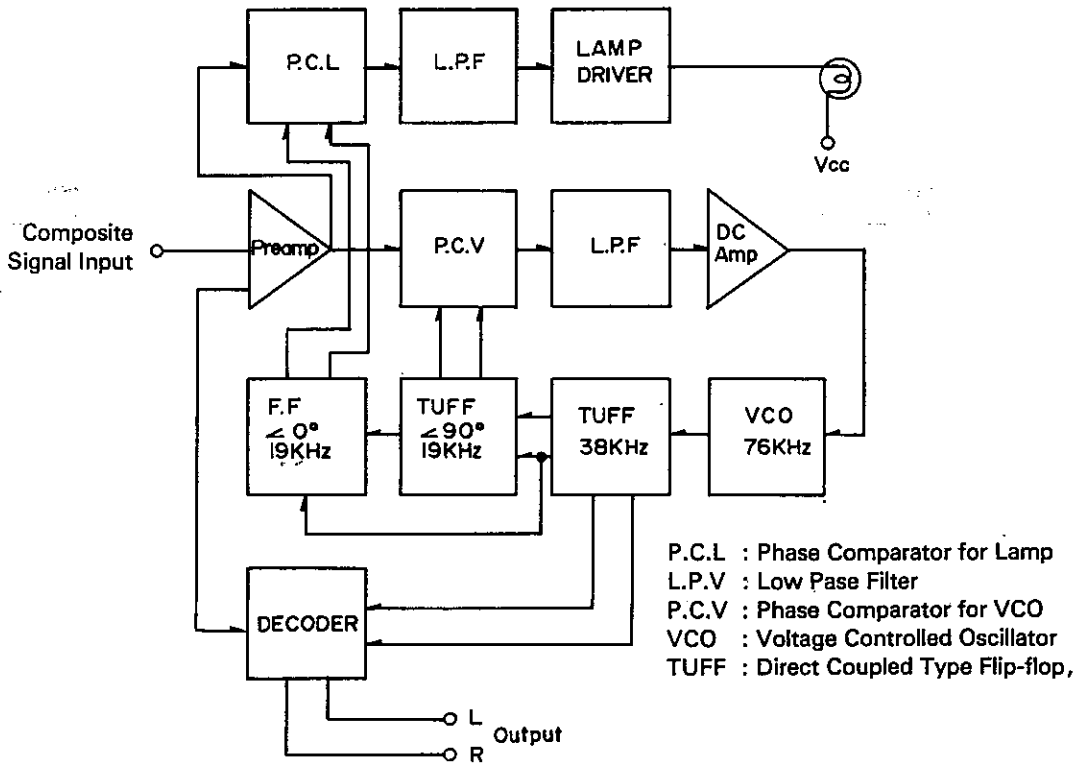 P.C.L
L.P.F
LAMP
DRIVER
Vcc
Composite
Signal Input
Preamp
P.C.V
L.P.F
DC
Amp
F.F
∠0°
19KHz
TUFF
∠90°
19KHz
TUFF
38KHz
VCO
76KHz
DECODER
L
Output
R
P.C.L : Phase Comparator for Lamp
L.P.V : Low Pase Filter
P.C.V : Phase Comparator for VCO
VCO : Voltage Controlled Oscillator
TUFF : Direct Coupled Type Flip-flop,